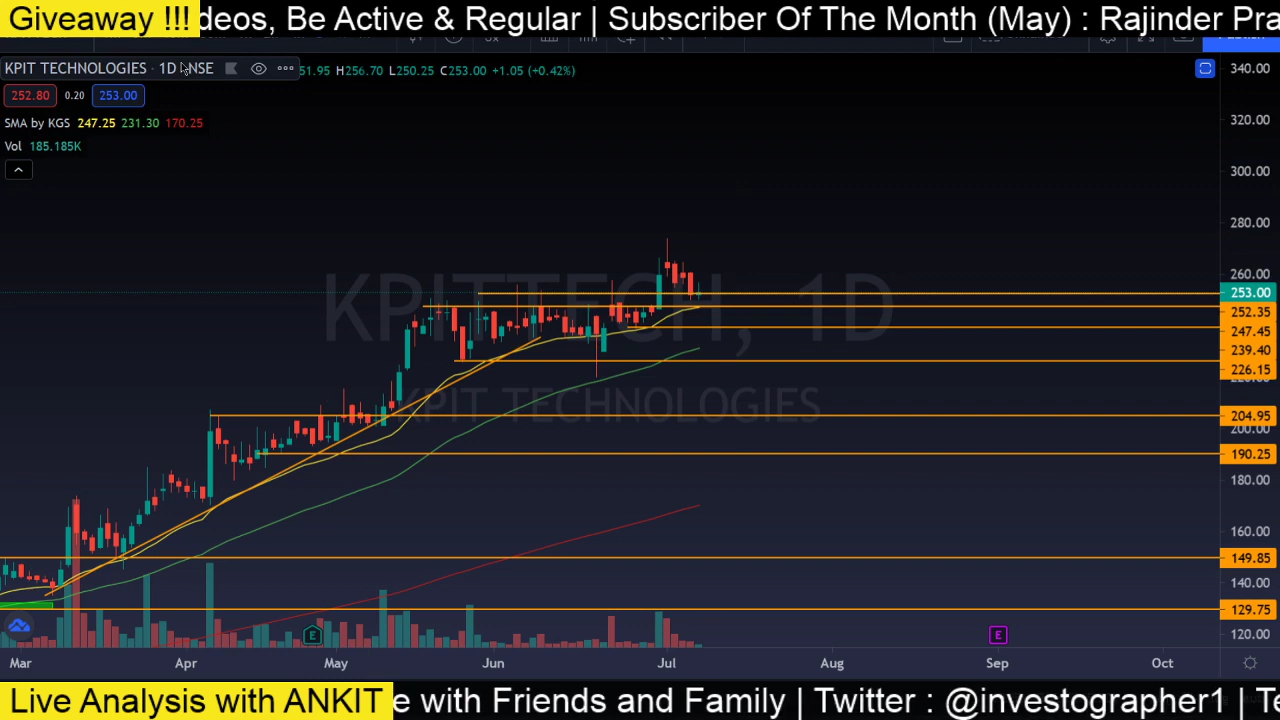 Giveaway !!! deos, Be Active & Regular | Subscriber Of The Month (May) : Rajinder Pra
KPIT TECHNOLOGIES · 1D NSE 51.95 H256.70 L250.25 C253.00 +1.05 (+0.42%)
252.80 0.20 253.00
SMA by KGS 247.25 231.30 170.25
Vol 185.185K
340.00
320.00
300.00
280.00
260.00
253.00
252.35
247.45
239.40
226.15
204.95
200.00
190.25
180.00
160.00
149.85
140.00
129.75
120.00
KPITTECH, 1D
KPIT TECHNOLOGIES
E E
Mar Apr May Jun Jul Aug Sep Oct
Live Analysis with ANKIT e with Friends and Family | Twitter : @investographer1 | Te